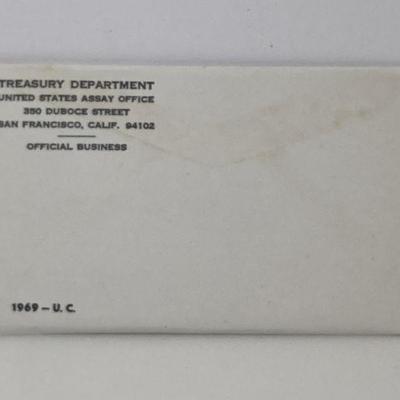 TREASURY DEPARTMENT
UNITED STATES ASSAY OFFICE
350 DUBOCE STREET
SAN FRANCISCO, CALIF. 94102
OFFICIAL BUSINESS
1969 – U. C.